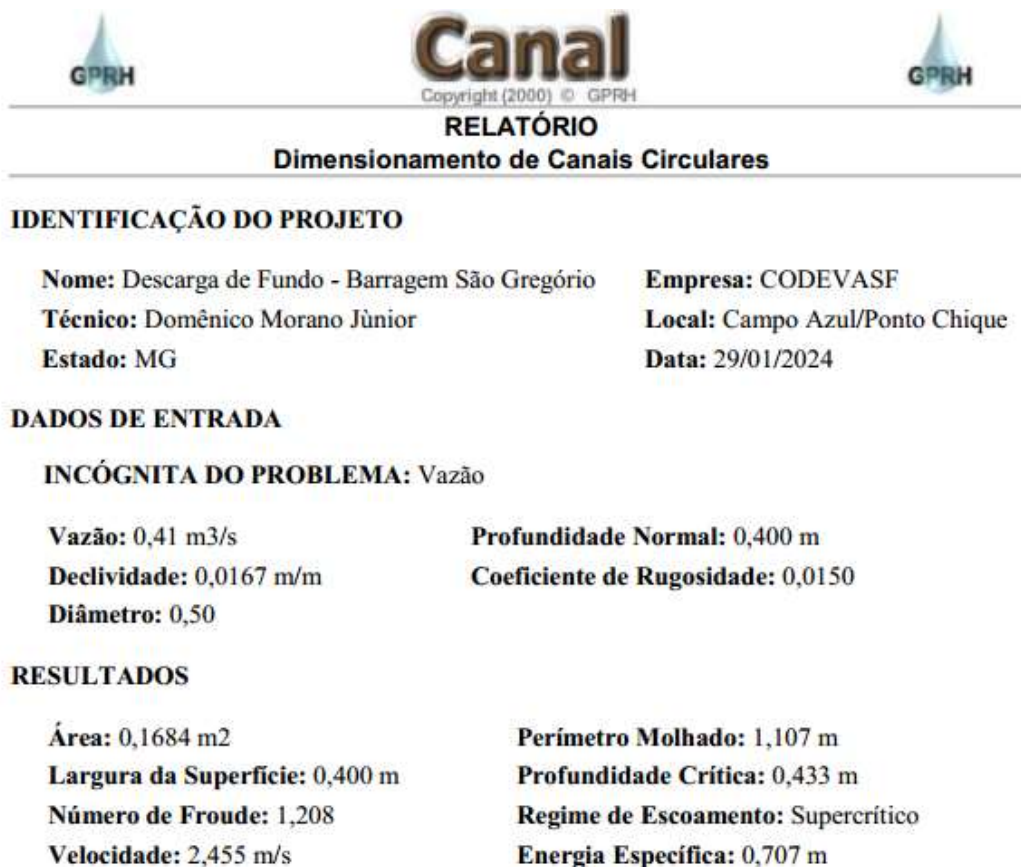 GPRH
Canal
GPRH
Copyright (2000) © GPRH
RELATÓRIO
Dimensionamento de Canais Circulares
IDENTIFICAÇÃO DO PROJETO
Nome: Descarga de Fundo - Barragem São Gregório Empresa: CODEVASF
Técnico: Domênico Morano Jùnior Local: Campo Azul/Ponto Chique
Estado: MG Data: 29/01/2024
DADOS DE ENTRADA
INCÓGNITA DO PROBLEMA: Vazão
Vazão: 0,41 m3/s Profundidade Normal: 0,400 m
Declividade: 0,0167 m/m Coeficiente de Rugosidade: 0,0150
Diâmetro: 0,50
RESULTADOS
Área: 0,1684 m2 Perímetro Molhado: 1,107 m
Largura da Superfície: 0,400 m Profundidade Crítica: 0,433 m
Número de Froude: 1,208 Regime de Escoamento: Supercrítico
Velocidade: 2,455 m/s Energia Específica: 0,707 m